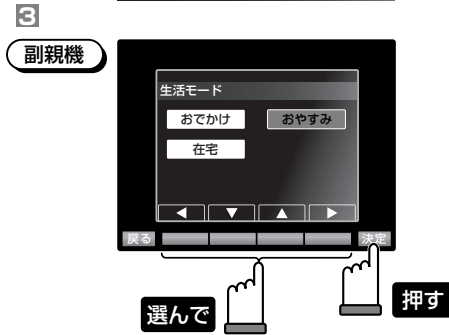 3
副親機
生活モード
おでかけ おやすみ
在宅
◀ ▼ ▲ ▶
戻る 決定
選んで 押す